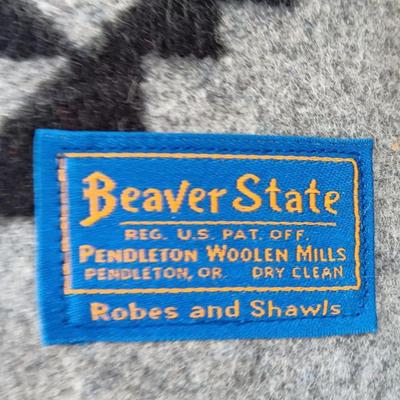 Beaver State
REG. U.S. PAT. OFF.
PENDLETON WOOLEN MILLS
PENDLETON, OR. DRY CLEAN
Robes and Shawls